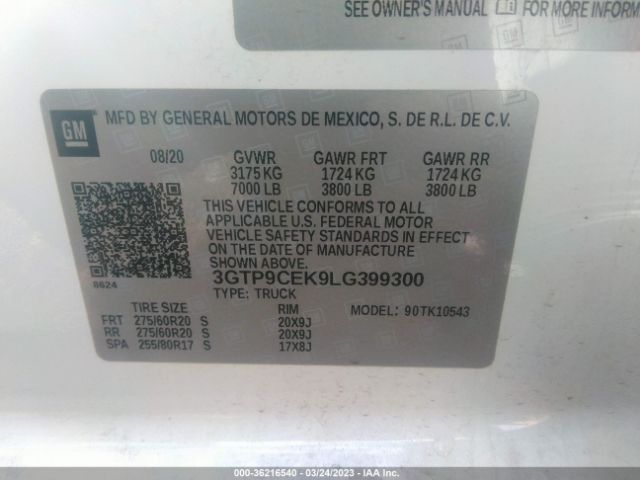 SEE OWNER'S MANUAL FOR MORE INFORM
GM
MFD BY GENERAL MOTORS DE MEXICO, S. DE R.L. DE C.V.
08/20 GVWR GAWR FRT GAWR RR
3175 KG 1724 KG 1724 KG
7000 LB 3800 LB 3800 LB
THIS VEHICLE CONFORMS TO ALL
APPLICABLE U.S. FEDERAL MOTOR
VEHICLE SAFETY STANDARDS IN EFFECT
ON THE DATE OF MANUFACTURE
SHOWN ABOVE.
8624
3GTP9CEK9LG399300
TYPE: TRUCK
TIRE SIZE RIM MODEL: 90TK10543
FRT 275/60R20 S 20X9J
RR 275/60R20 S 20X9J
SPA 255/80R17 S 17X8J
000-36216540 - 03/24/2023 - IAA Inc.